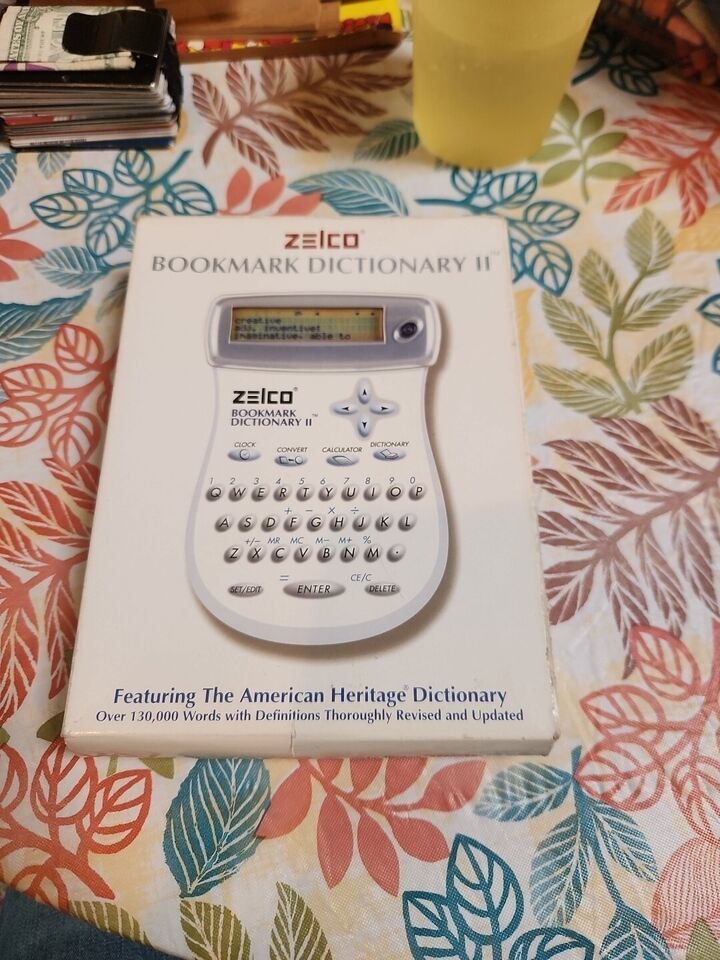 zelco®
BOOKMARK DICTIONARY II™
creative
adj. inventive!
imaginative. able to
zelco®
BOOKMARK
DICTIONARY II™
CLOCK CONVERT CALCULATOR DICTIONARY
1 2 3 4 5 6 7 8 9 0
Q W E R T Y U I O P
+ − × ÷
A S D F G H J K L
+/− MR MC M− M+ %
Z X C V B N M .
= CE/C
SET/EDIT ENTER DELETE
Featuring The American Heritage® Dictionary
Over 130,000 Words with Definitions Thoroughly Revised and Updated